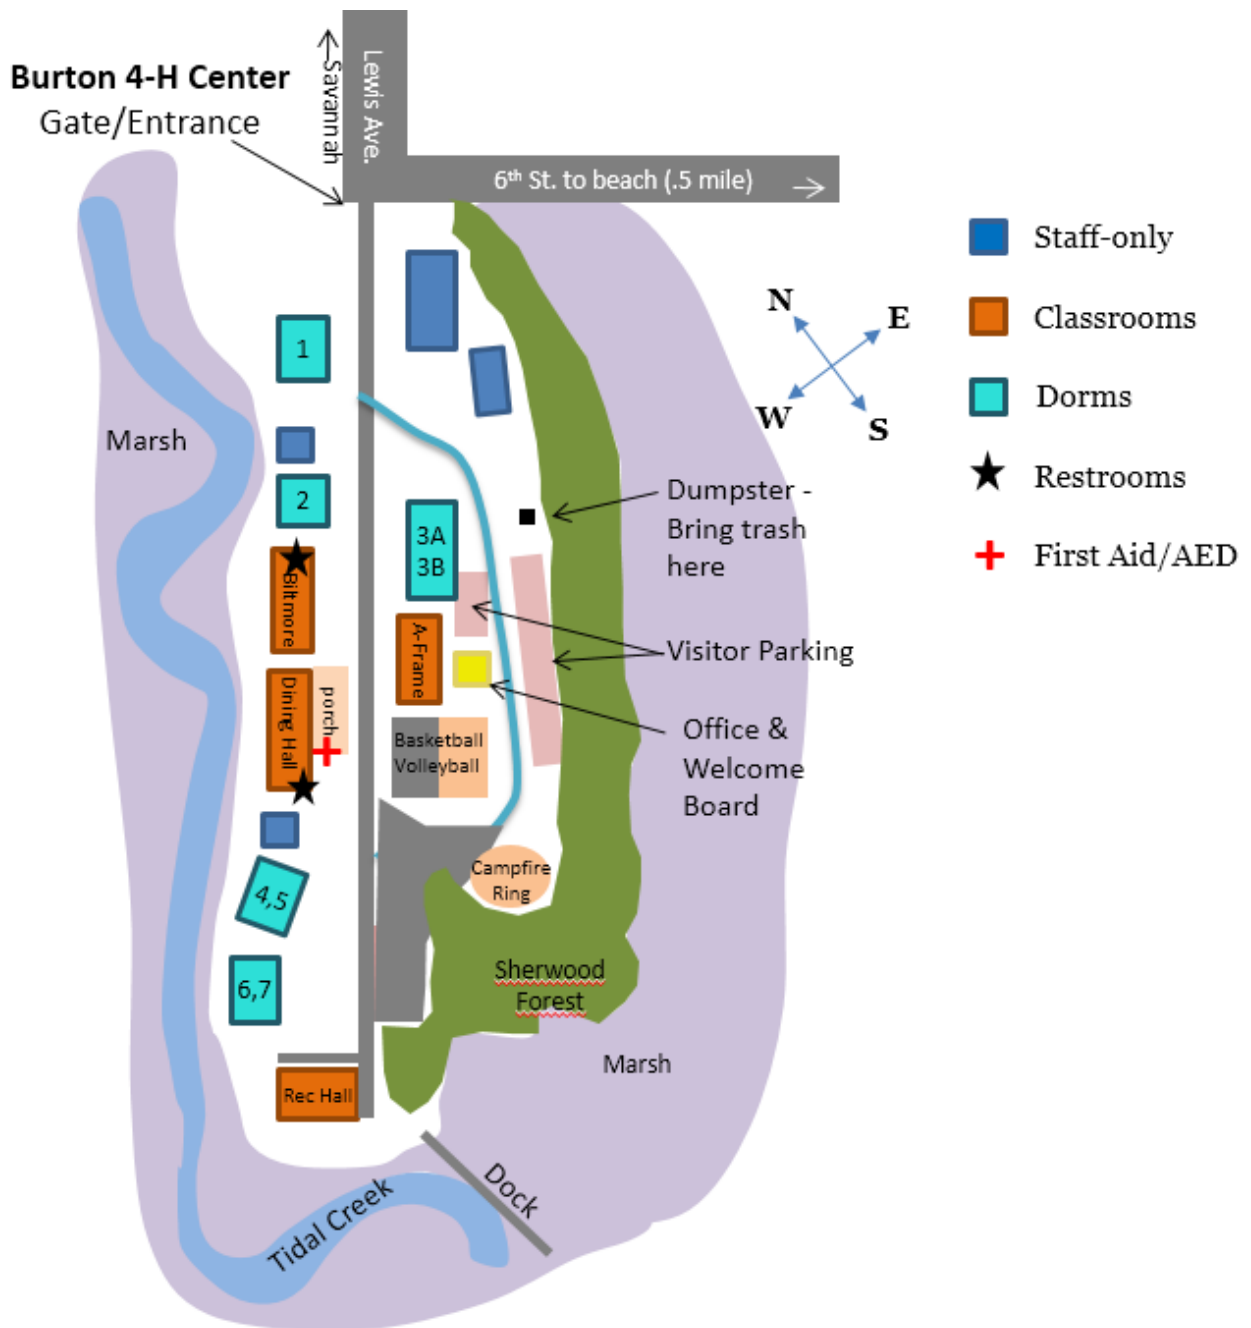 Burton 4-H Center
Gate/Entrance
Savannah
Lewis Ave.
6th St. to beach (.5 mile)
Staff-only
Classrooms
Dorms
Restrooms
First Aid/AED
N
E
W
S
1
Marsh
2
3A
3B
Dumpster -
Bring trash
here
Biltmore
A-Frame
Visitor Parking
Dining Hall
porch
Office &
Welcome
Board
Basketball
Volleyball
4,5
Campfire
Ring
6,7
Sherwood
Forest
Marsh
Rec Hall
Dock
Tidal Creek